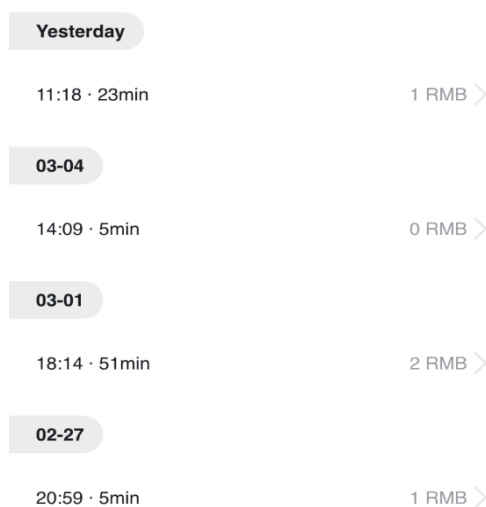 Yesterday
11:18 · 23min 1 RMB
03-04
14:09 · 5min 0 RMB
03-01
18:14 · 51min 2 RMB
02-27
20:59 · 5min 1 RMB